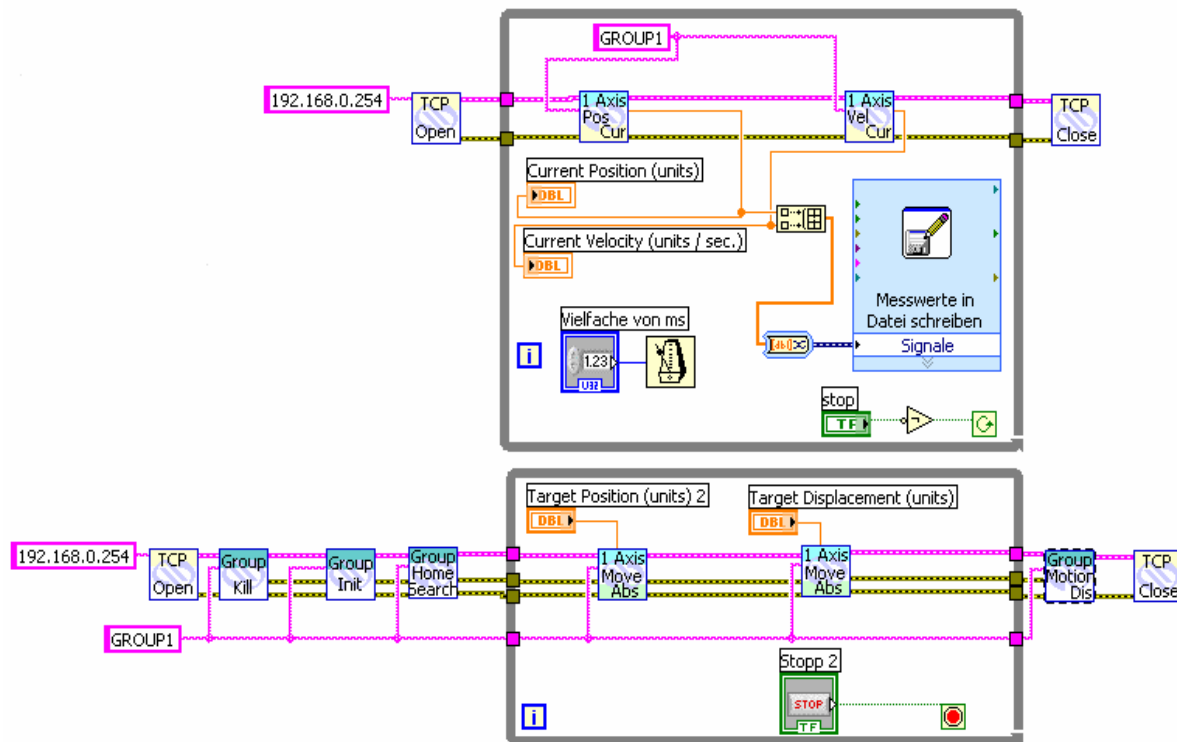 GROUP1
192.168.0.254
TCP
Open
1 Axis
Pos
Cur
1 Axis
Vel
Cur
TCP
Close
Current Position (units)
DBL
Current Velocity (units / sec.)
DBL
Messwerte in
Datei schreiben
Signale
Vielfache von ms
1.23
U32
i
[dbl]
stop
TF
Target Position (units) 2
DBL
Target Displacement (units)
DBL
192.168.0.254
TCP
Open
Group
Kill
Group
Init
Group
Home
Search
1 Axis
Move
Abs
1 Axis
Move
Abs
Group
Motion
Dis
TCP
Close
GROUP1
Stopp 2
STOP
TF
i